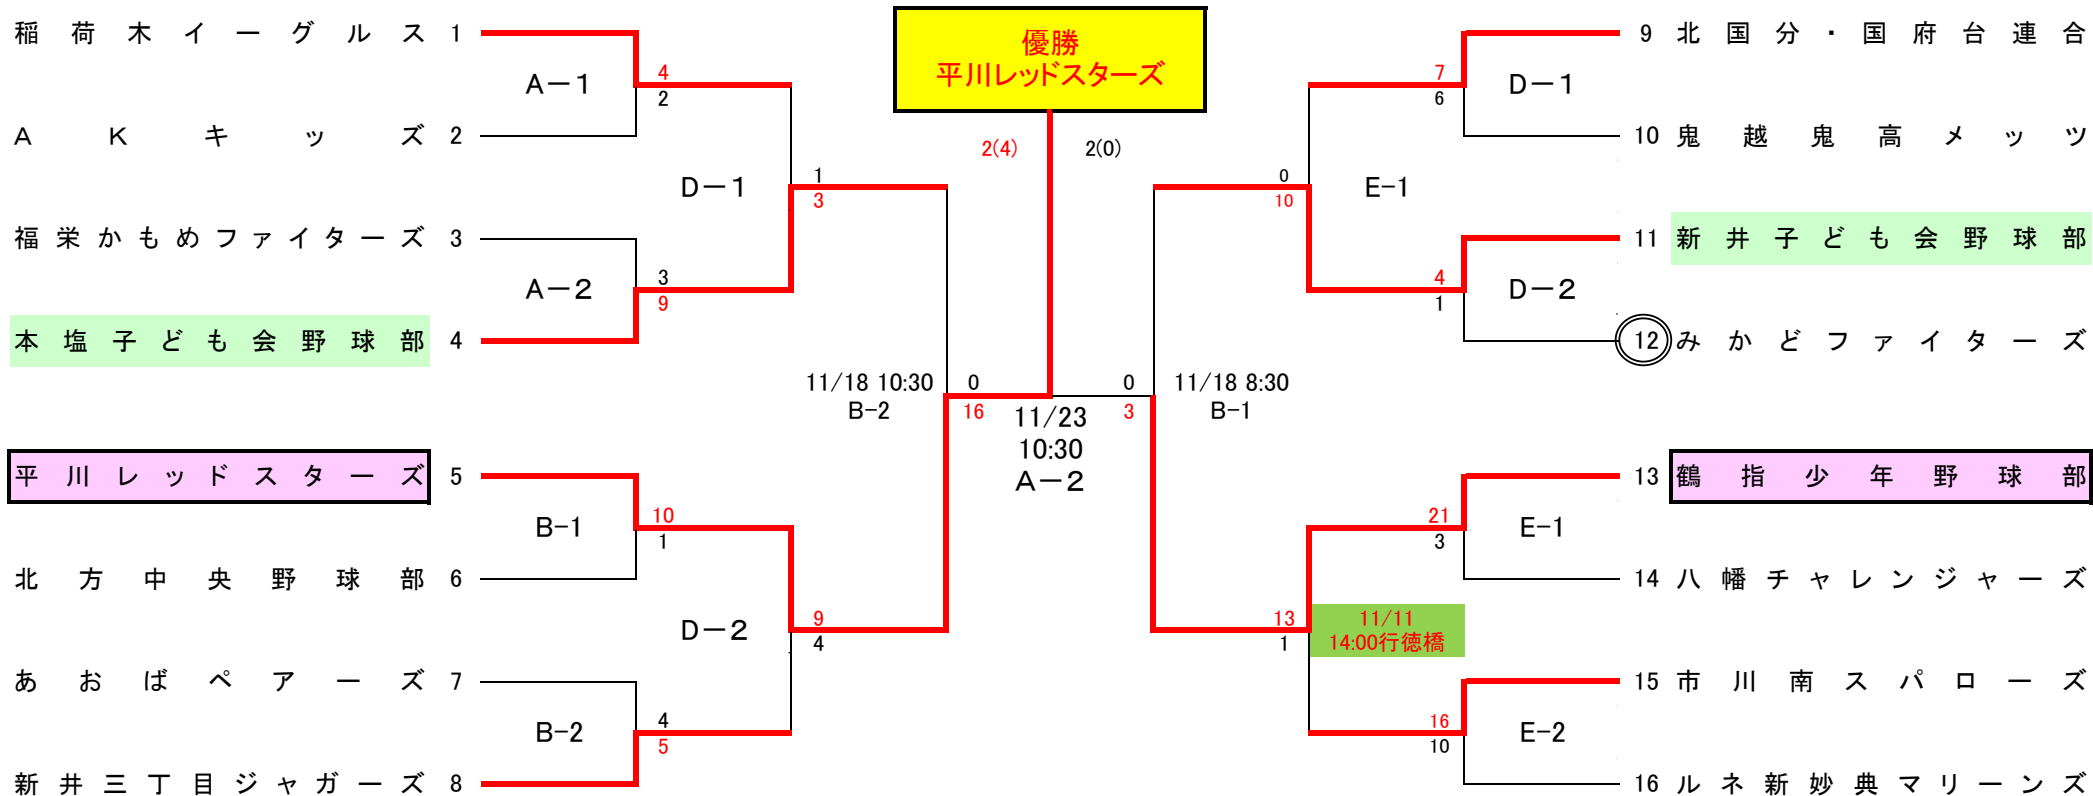 優勝
平川レッドスターズ
2(4) 2(0)
稲荷木イーグルス 1
A－1
4
2
AKキッズ 2
D－1
1
3
福栄かもめファイターズ 3
A－2
3
9
本塩子ども会野球部 4
11/18 10:30
B-2
0
16
平川レッドスターズ 5
B-1
10
1
北方中央野球部 6
D－2
9
4
あおばペアーズ 7
B-2
4
5
新井三丁目ジャガーズ 8
11/23
10:30
A－2
9 北国分・国府台連合
7
6
D－1
10 鬼越鬼高メッツ
0
10
E-1
11 新井子ども会野球部
4
1
D－2
12 みかどファイターズ
0
3
11/18 8:30
B-1
13 鶴指少年野球部
21
3
E-1
14 八幡チャレンジャーズ
13
1
11/11
14:00行徳橋
15 市川南スパローズ
16
10
E-2
16 ルネ新妙典マリーンズ